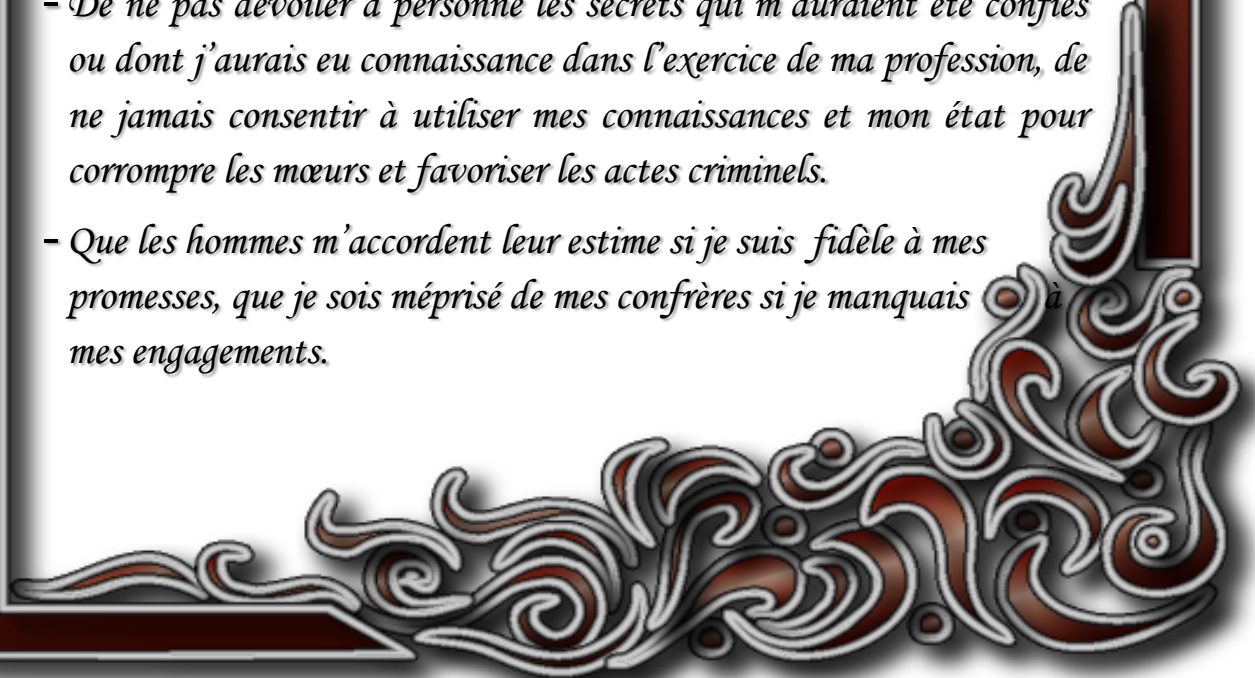 - De ne pas dévoiler à personne les secrets qui m'auraient été confiés
ou dont j'aurais eu connaissance dans l'exercice de ma profession, de
ne jamais consentir à utiliser mes connaissances et mon état pour
corrompre les mœurs et favoriser les actes criminels.
- Que les hommes m'accordent leur estime si je suis fidèle à mes
promesses, que je sois méprisé de mes confrères si je manquais à
mes engagements.